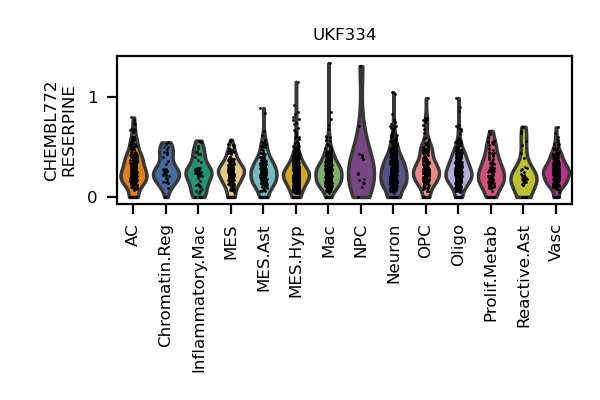 UKF334
CHEMBL772
RESERPINE
1
0
AC
Chromatin.Reg
Inflammatory.Mac
MES
MES.Ast
MES.Hyp
Mac
NPC
Neuron
OPC
Oligo
Prolif.Metab
Reactive.Ast
Vasc